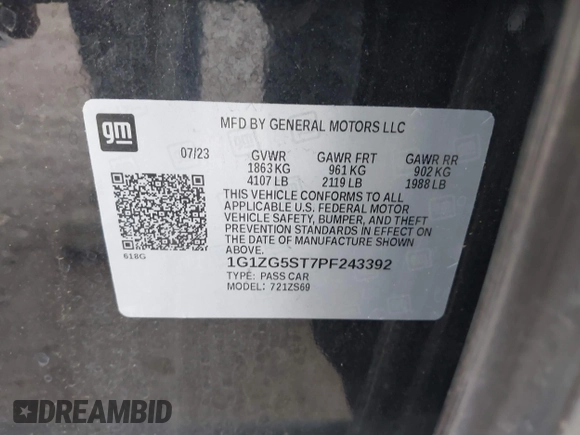 gm
MFD BY GENERAL MOTORS LLC
07/23 GVWR GAWR FRT GAWR RR
1863 KG 961 KG 902 KG
4107 LB 2119 LB 1988 LB
THIS VEHICLE CONFORMS TO ALL
APPLICABLE U.S. FEDERAL MOTOR
VEHICLE SAFETY, BUMPER, AND THEFT
PREVENTION STANDARDS IN EFFECT ON
THE DATE OF MANUFACTURE SHOWN
ABOVE.
618G
1G1ZG5ST7PF243392
TYPE: PASS CAR
MODEL: 721ZS69
DREAMBID